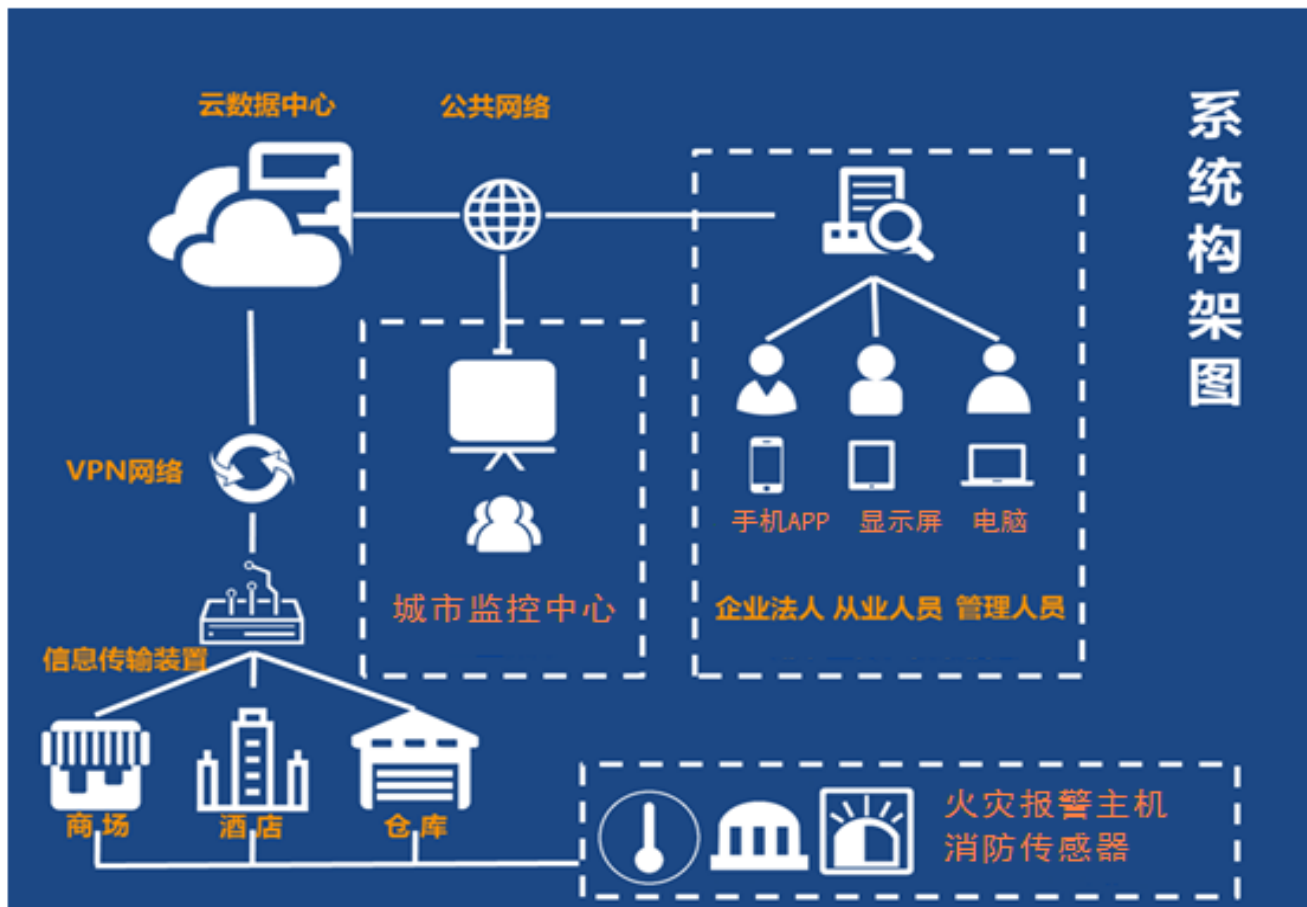 系统构架图
云数据中心
公共网络
VPN网络
手机APP
显示屏
电脑
城市监控中心
企业法人
从业人员
管理人员
信息传输装置
商场
酒店
仓库
火灾报警主机
消防传感器